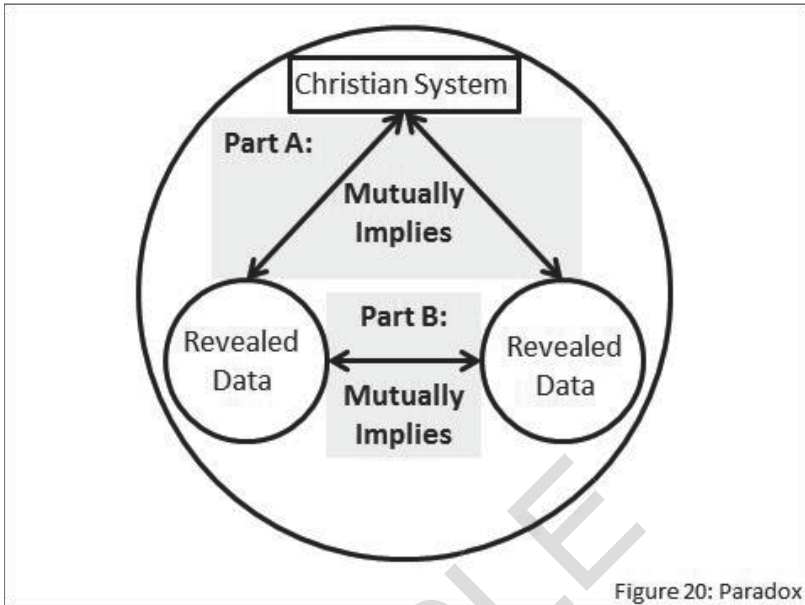 Christian System
Part A:
Mutually
Implies
Revealed
Data
Part B:
Mutually
Implies
Revealed
Data
Figure 20: Paradox